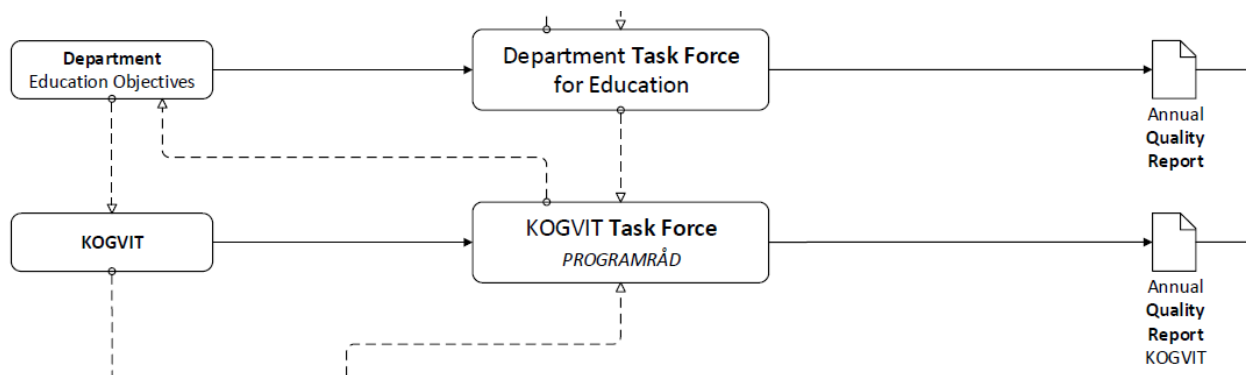 Department
Education Objectives
Department Task Force
for Education
Annual
Quality
Report
KOGVIT
KOGVIT Task Force
PROGRAMRÅD
Annual
Quality
Report
KOGVIT